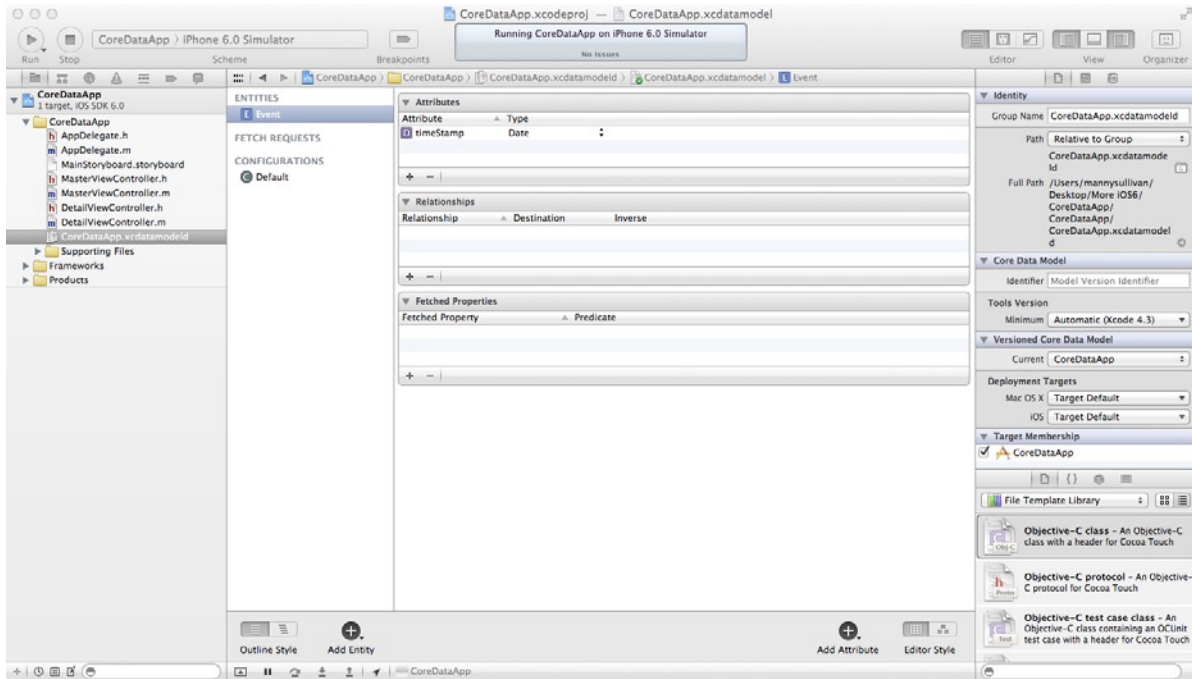 CoreDataApp.xcodeproj — CoreDataApp.xcdatamodel
Run
Stop
CoreDataApp › iPhone 6.0 Simulator
Scheme
Breakpoints
Running CoreDataApp on iPhone 6.0 Simulator
No Issues
Editor
View
Organizer
CoreDataApp
1 target, iOS SDK 6.0
CoreDataApp
h AppDelegate.h
m AppDelegate.m
MainStoryboard.storyboard
h MasterViewController.h
m MasterViewController.m
h DetailViewController.h
m DetailViewController.m
CoreDataApp.xcdatamodeld
Supporting Files
Frameworks
Products
CoreDataApp › CoreDataApp › CoreDataApp.xcdatamodeld › CoreDataApp.xcdatamodel › E Event
ENTITIES
E Event
FETCH REQUESTS
CONFIGURATIONS
C Default
Attributes
Attribute Type
D timeStamp Date
+ −
Relationships
Relationship Destination Inverse
+ −
Fetched Properties
Fetched Property Predicate
+ −
Outline Style
Add Entity
Add Attribute
Editor Style
CoreDataApp
Identity
Group Name CoreDataApp.xcdatamodeld
Path Relative to Group
CoreDataApp.xcdatamode
ld
Full Path /Users/mannysullivan/
Desktop/More iOS6/
CoreDataApp/
CoreDataApp/
CoreDataApp.xcdatamodel
d
Core Data Model
Identifier Model Version Identifier
Tools Version
Minimum Automatic (Xcode 4.3)
Versioned Core Data Model
Current CoreDataApp
Deployment Targets
Mac OS X Target Default
iOS Target Default
Target Membership
CoreDataApp
{}
File Template Library
Objective-C class – An Objective-C
class with a header for Cocoa Touch
Obj-C
Objective-C protocol – An Objective-
C protocol for Cocoa Touch
h
Proto
Objective-C test case class – An
Objective-C class containing an OCUnit
test case with a header for Cocoa Touch
Test